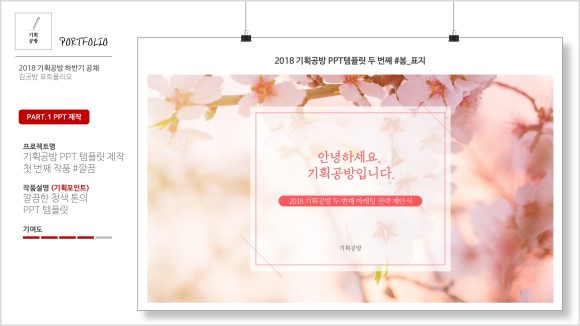 기획
공방
PORTFOLIO
2018 기획공방 하반기 공채
김공방 포트폴리오
PART. 1 PPT 제작
프로젝트명
기획공방 PPT 템플릿 제작
첫 번째 작품 #깔끔
작품설명 (기획포인트)
깔끔한 청색 톤의
PPT 템플릿
기여도
2018 기획공방 PPT템플릿 두 번째 #봄_표지
안녕하세요.
기획공방입니다.
2018 기획공방 두 번째 마케팅 전략 제안서
기획공방